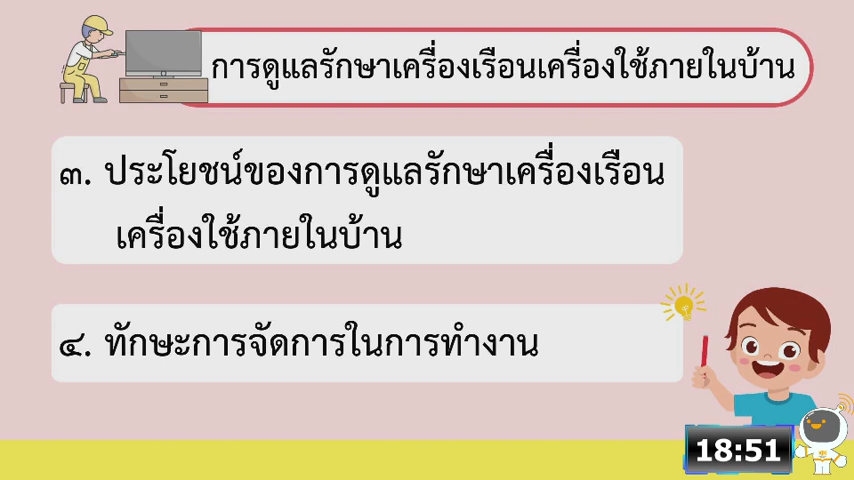 การดูแลรักษาเครื่องเรือนเครื่องใช้ภายในบ้าน
๓. ประโยชน์ของการดูแลรักษาเครื่องเรือน
เครื่องใช้ภายในบ้าน
๔. ทักษะการจัดการในการทำงาน
18:51